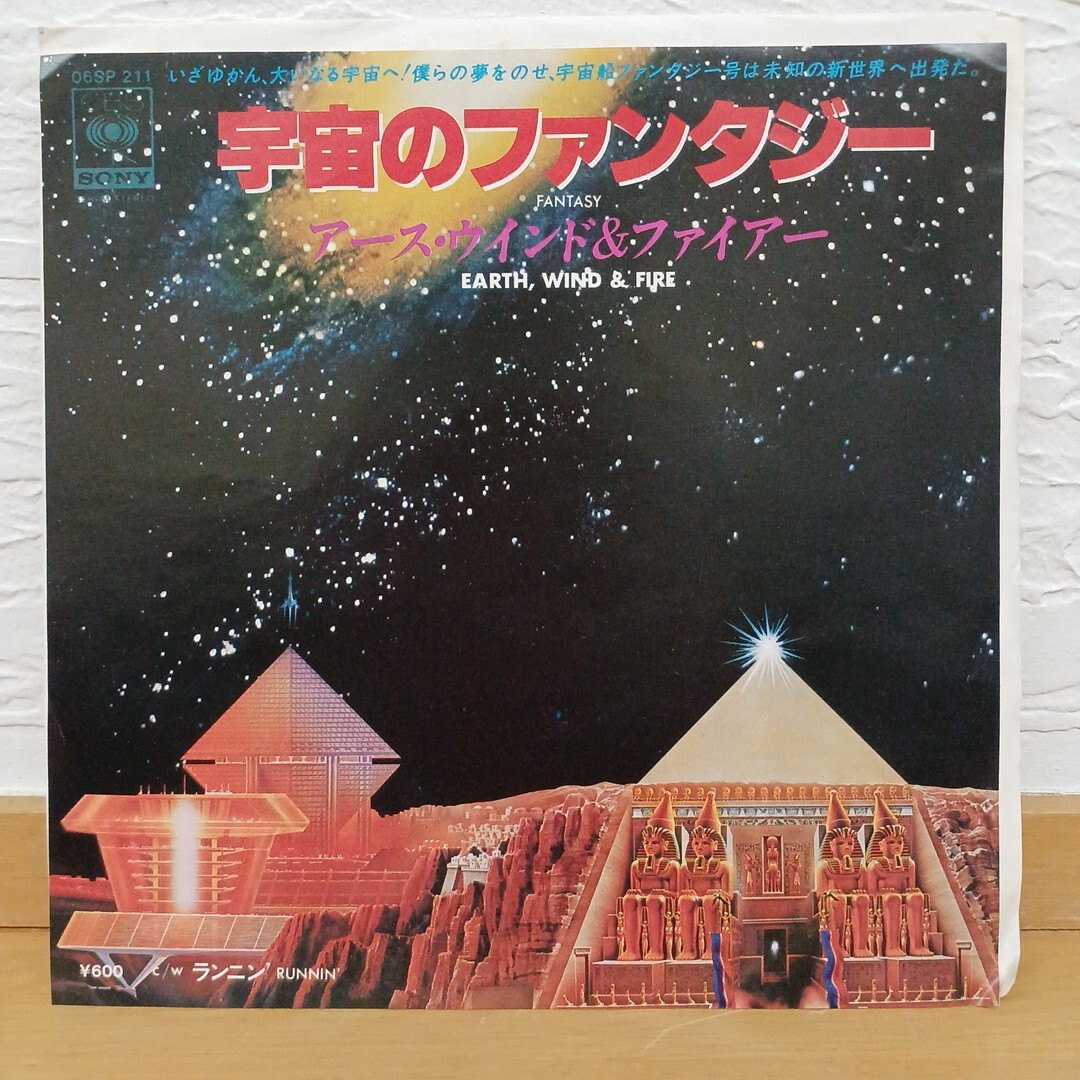 06SP 211
いざゆかん、大いなる宇宙へ!僕らの夢をのせ、宇宙船ファンタジー号は未知の新世界へ出発だ。
SONY
宇宙のファンタジー
FANTASY
アース・ウインド&ファイアー
EARTH, WIND & FIRE
¥600 c/w ランニン' RUNNIN'